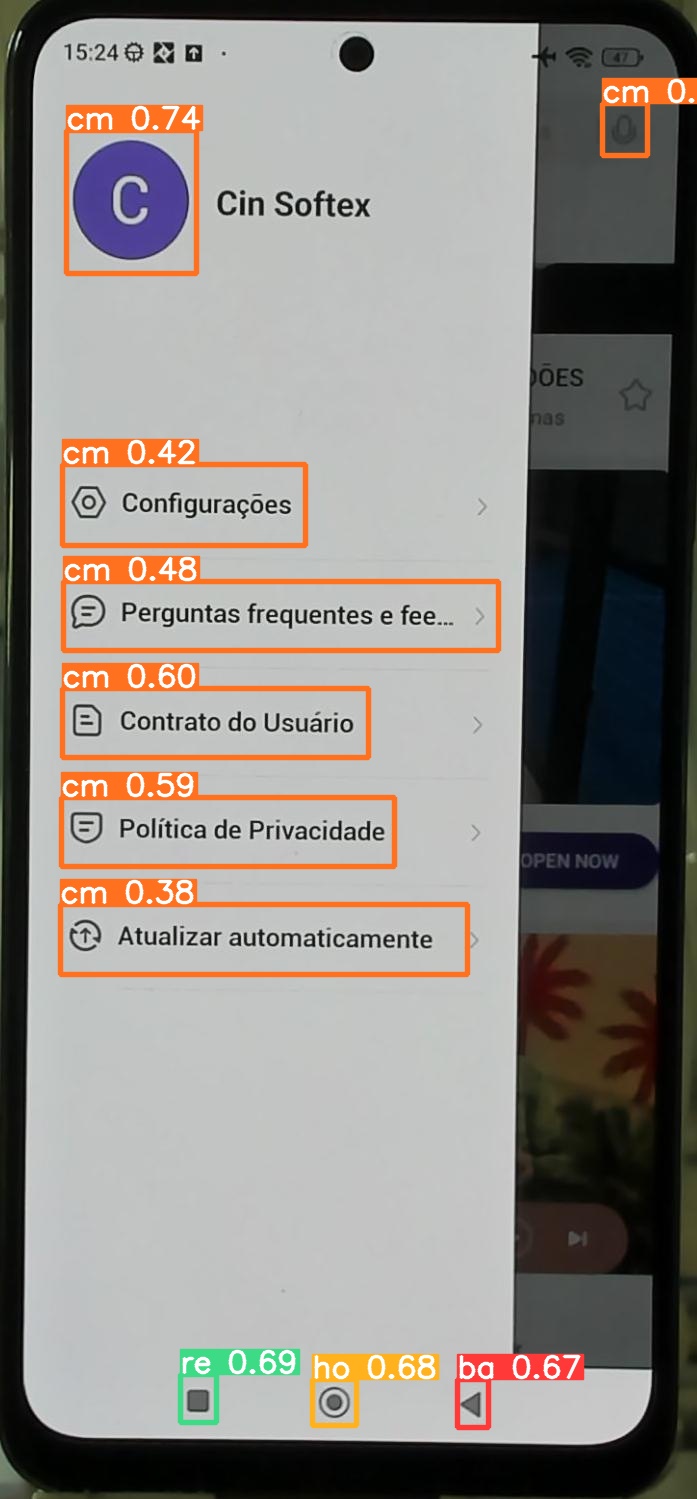 15:24
47
cm 0.74
cm 0.
C
Cin Softex
ÕES
mas
cm 0.42
Configurações
cm 0.48
Perguntas frequentes e fee...
cm 0.60
Contrato do Usuário
cm 0.59
Política de Privacidade
OPEN NOW
cm 0.38
Atualizar automaticamente
re 0.69
ho 0.68
ba 0.67